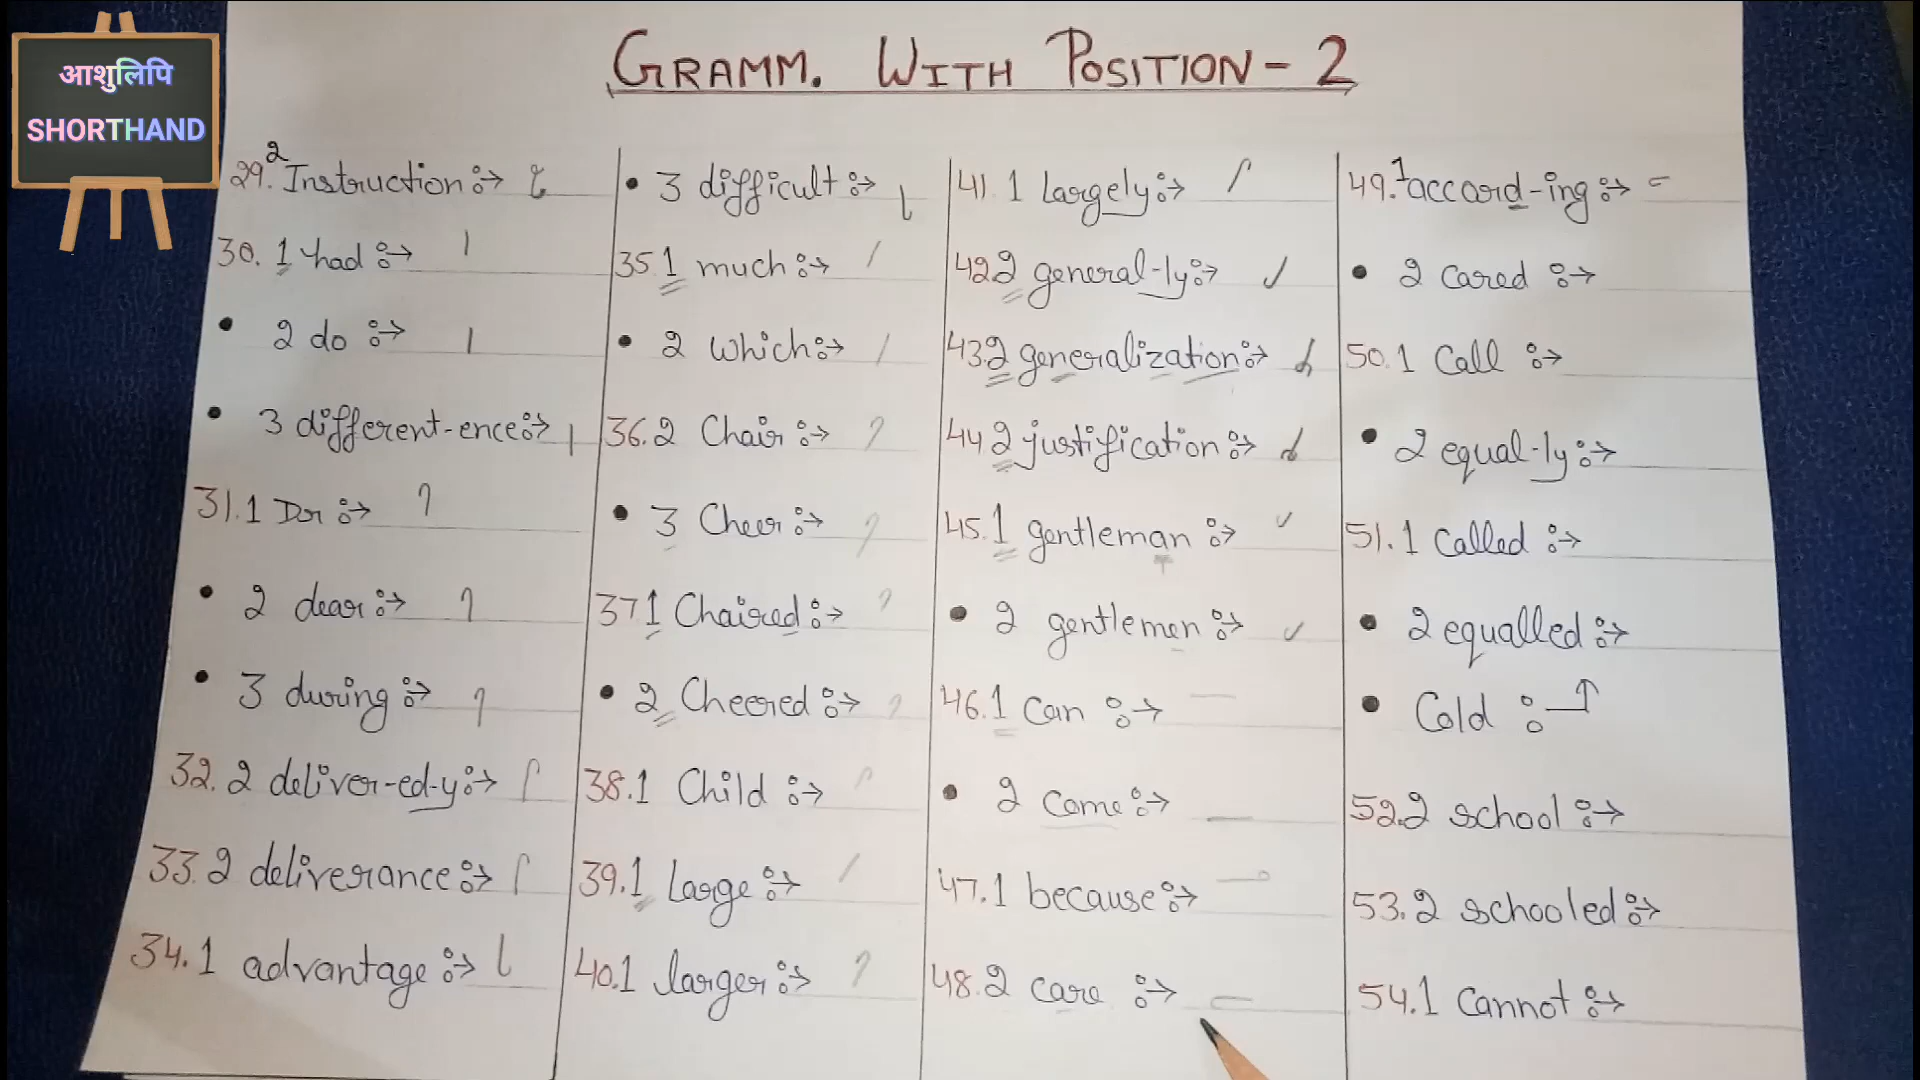 आशुलिपि
SHORTHAND
GRAMM. WITH POSITION - 2
29. 2 Instruction :→
30. 1 had :→
• 2 do :→
• 3 different-ence :→
31. 1 Dr :→
• 2 dear :→
• 3 during :→
32. 2 deliver-ed-y :→
33. 2 deliverance :→
34. 1 advantage :→
• 3 difficult :→
35 1 much :→
• 2 which :→
36. 2 Chair :→
• 3 Cheer :→
37 1 Chaired :→
• 2 Cheered :→
38. 1 Child :→
39. 1 Large :→
40. 1 larger :→
41. 1 Largely :→
42 2 general-ly :→
43. 2 generalization :→
44 2 justification :→
45. 1 gentleman :→
• 2 gentlemen :→
46. 1 Can :→
• 2 Come :→
47. 1 because :→
48. 2 care :→
49. 1 accord-ing :→
• 2 Cared :→
50. 1 Call :→
• 2 equal-ly :→
51. 1 Called :→
• 2 equalled :→
• Cold :→
52. 2 school :→
53. 2 schooled :→
54. 1 Cannot :→